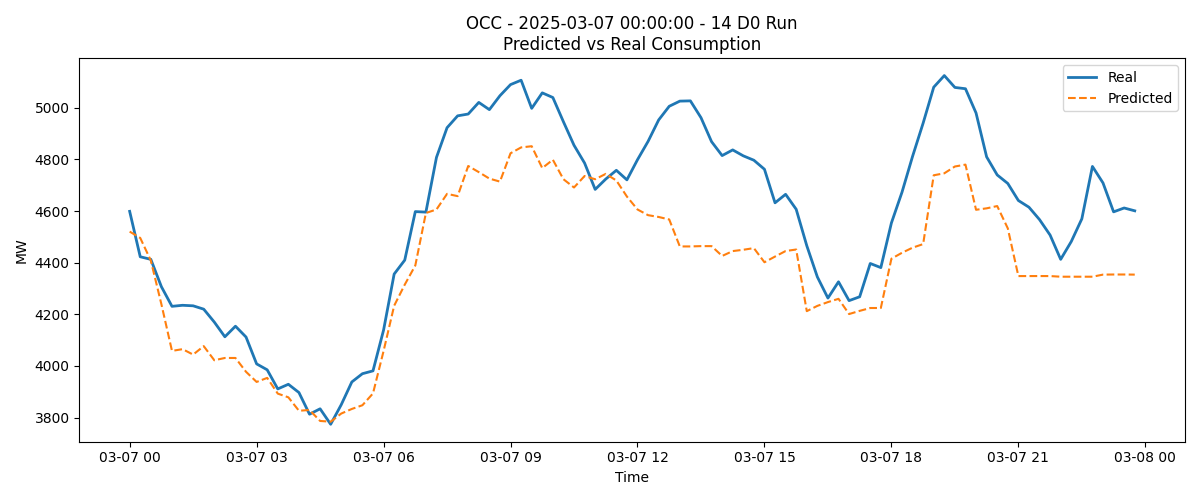 OCC - 2025-03-07 00:00:00 - 14 D0 Run
Predicted vs Real Consumption
Real
Predicted
MW
5000
4800
4600
4400
4200
4000
3800
03-07 00
03-07 03
03-07 06
03-07 09
03-07 12
03-07 15
03-07 18
03-07 21
03-08 00
Time